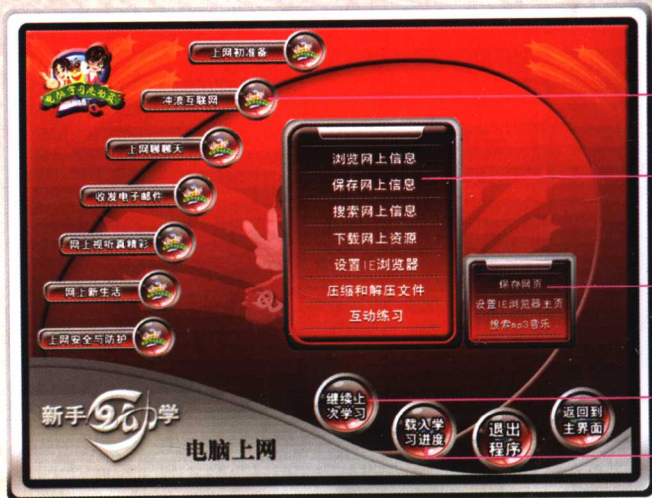 上网初准备
冲浪互联网
上网聊聊天
收发电子邮件
网上视听真精彩
网上新生活
上网安全与防护
浏览网上信息
保存网上信息
搜索网上信息
下载网上资源
设置IE浏览器
压缩和解压文件
互动练习
保存网页
设置IE浏览器主页
搜索mp3音乐
继续上次学习
载入学习进度
退出程序
返回到主界面
新手 学
电脑上网